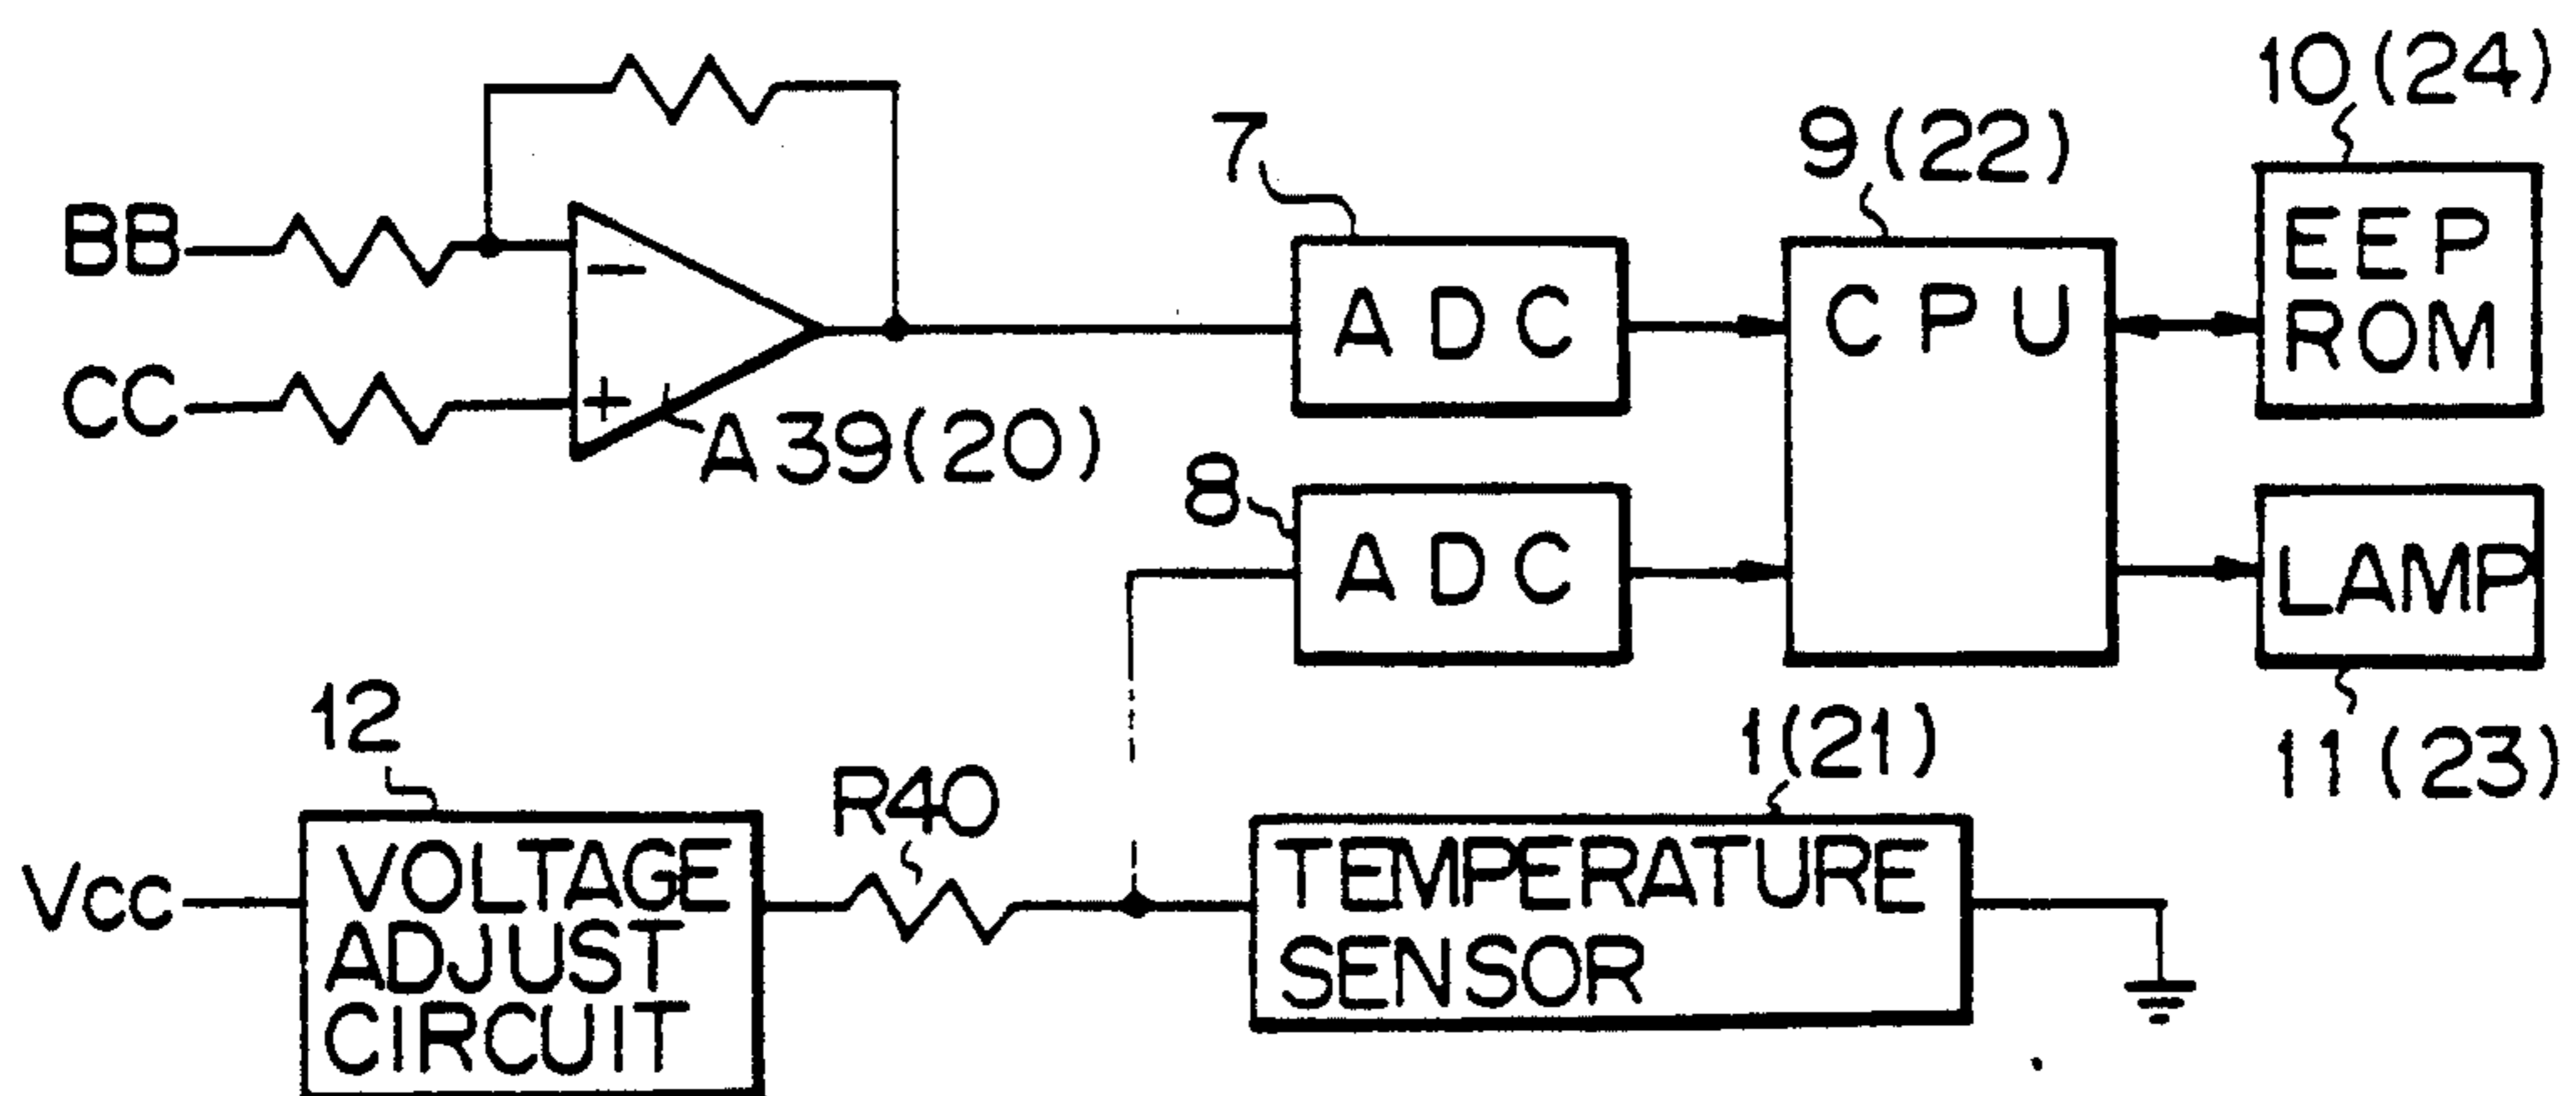 10(24)
7
9(22)
BB
EEP
ROM
ADC
CPU
-
CC
+
A39(20)
8
ADC
LAMP
12
1(21)
11(23)
R40
Vcc
VOLTAGE
ADJUST
CIRCUIT
TEMPERATURE
SENSOR